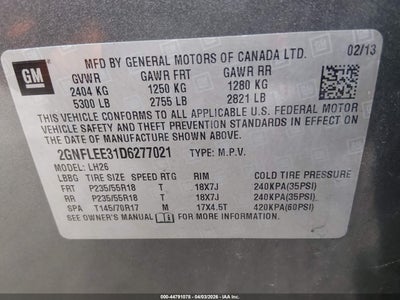 GM
MFD BY GENERAL MOTORS OF CANADA LTD. 02/13
GVWR GAWR FRT GAWR RR
2404 KG 1250 KG 1280 KG
5300 LB 2755 LB 2821 LB
THIS VEHICLE CONFORMS TO ALL APPLICABLE U.S. FEDERAL MOTOR
VEHICLE SAFETY, BUMPER, AND THEFT PREVENTION STANDARDS IN EFFECT ON
THE DATE OF MANUFACTURE SHOWN ABOVE.
2GNFLEE31D6277021 TYPE: M.P.V.
MODEL: LH26
LBBG TIRE SIZE SPEED RTG RIM COLD TIRE PRESSURE
FRT P235/55R18 T 18X7J 240KPA(35PSI)
RR P235/55R18 T 18X7J 240KPA(35PSI)
SPA T145/70R17 M 17X4.5T 420KPA(60PSI)
SEE OWNER'S MANUAL FOR ADDITIONAL INFORMATION.
000-44791078 - 04/03/2026 - IAAUS